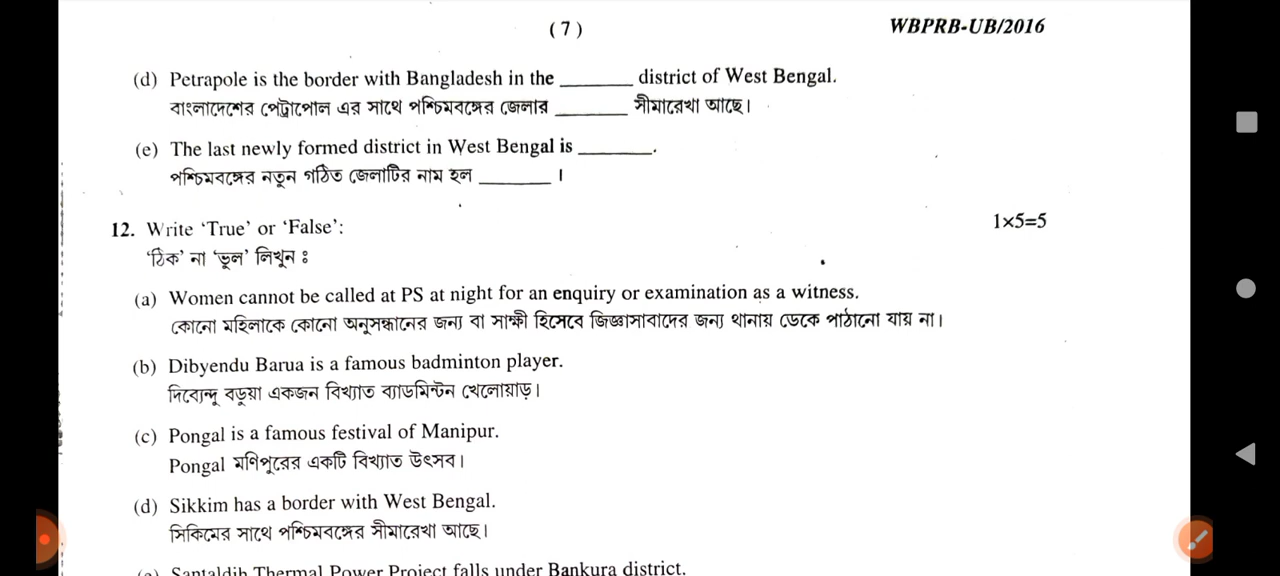 ( 7 )
WBPRB-UB/2016
(d) Petrapole is the border with Bangladesh in the _______ district of West Bengal.
বাংলাদেশের পেট্রাপোল এর সাথে পশ্চিমবঙ্গের জেলার _______ সীমারেখা আছে।
(e) The last newly formed district in West Bengal is _______.
পশ্চিমবঙ্গের নতুন গঠিত জেলাটির নাম হল _______ ।
12. Write ‘True’ or ‘False’: 1×5=5
‘ঠিক’ না ‘ভুল’ লিখুন ঃ
(a) Women cannot be called at PS at night for an enquiry or examination as a witness.
কোনো মহিলাকে কোনো অনুসন্ধানের জন্য বা সাক্ষী হিসেবে জিজ্ঞাসাবাদের জন্য থানায় ডেকে পাঠানো যায় না।
(b) Dibyendu Barua is a famous badminton player.
দিব্যেন্দু বড়ুয়া একজন বিখ্যাত ব্যাডমিন্টন খেলোয়াড়।
(c) Pongal is a famous festival of Manipur.
Pongal মণিপুরের একটি বিখ্যাত উৎসব।
(d) Sikkim has a border with West Bengal.
সিকিমের সাথে পশ্চিমবঙ্গের সীমারেখা আছে।
(e) Santaldih Thermal Power Project falls under Bankura district.